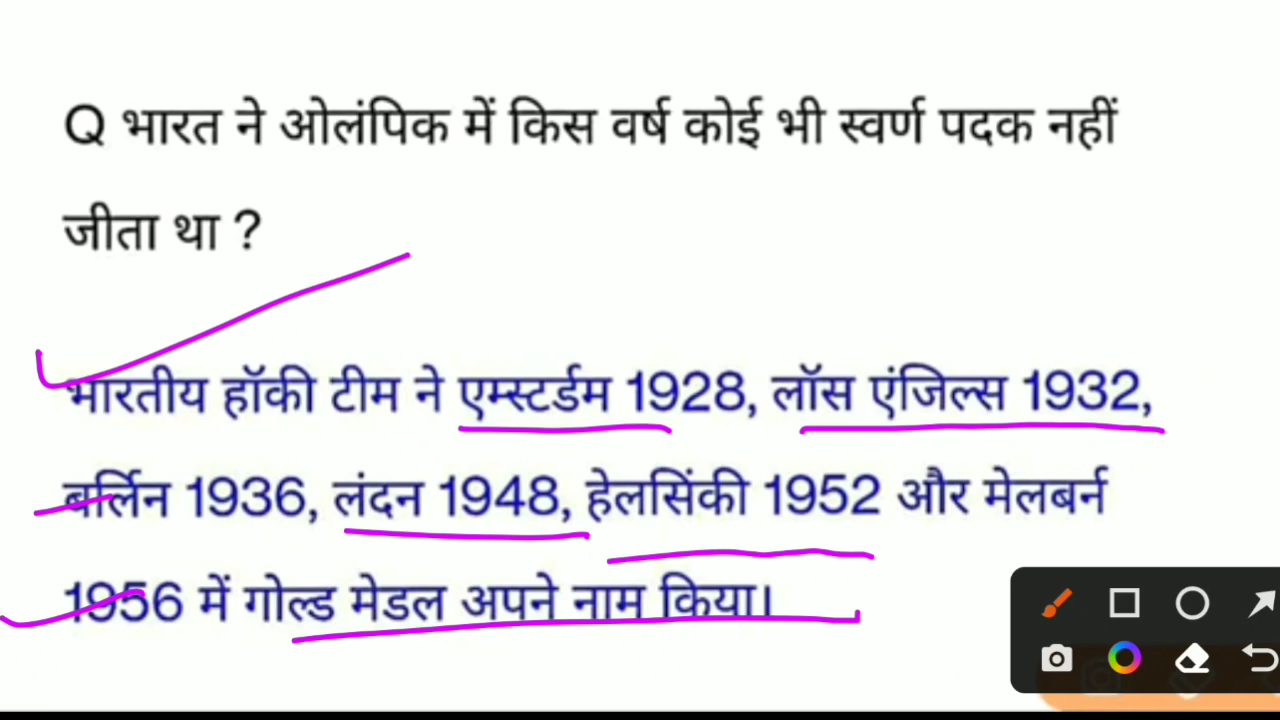 Q भारत ने ओलंपिक में किस वर्ष कोई भी स्वर्ण पदक नहीं
जीता था ?
भारतीय हॉकी टीम ने एम्स्टर्डम 1928, लॉस एंजिल्स 1932,
बर्लिन 1936, लंदन 1948, हेलसिंकी 1952 और मेलबर्न
1956 में गोल्ड मेडल अपने नाम किया।